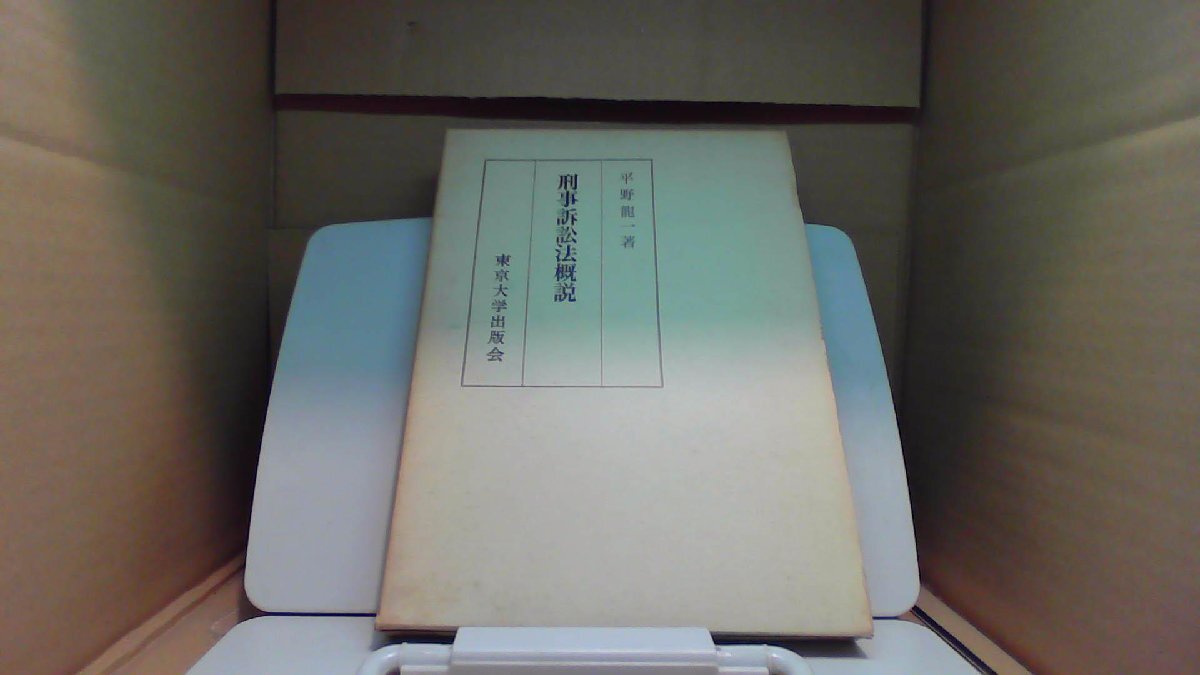 平野龍一著
刑事訴訟法概説
東京大学出版会